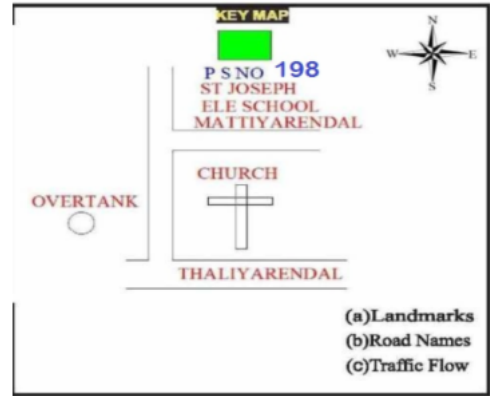 KEY MAP
N
W E
S
P S NO 198
ST JOSEPH
ELE SCHOOL
MATTIYARENDAL
CHURCH
OVERTANK
THALIYARENDAL
(a)Landmarks
(b)Road Names
(c)Traffic Flow